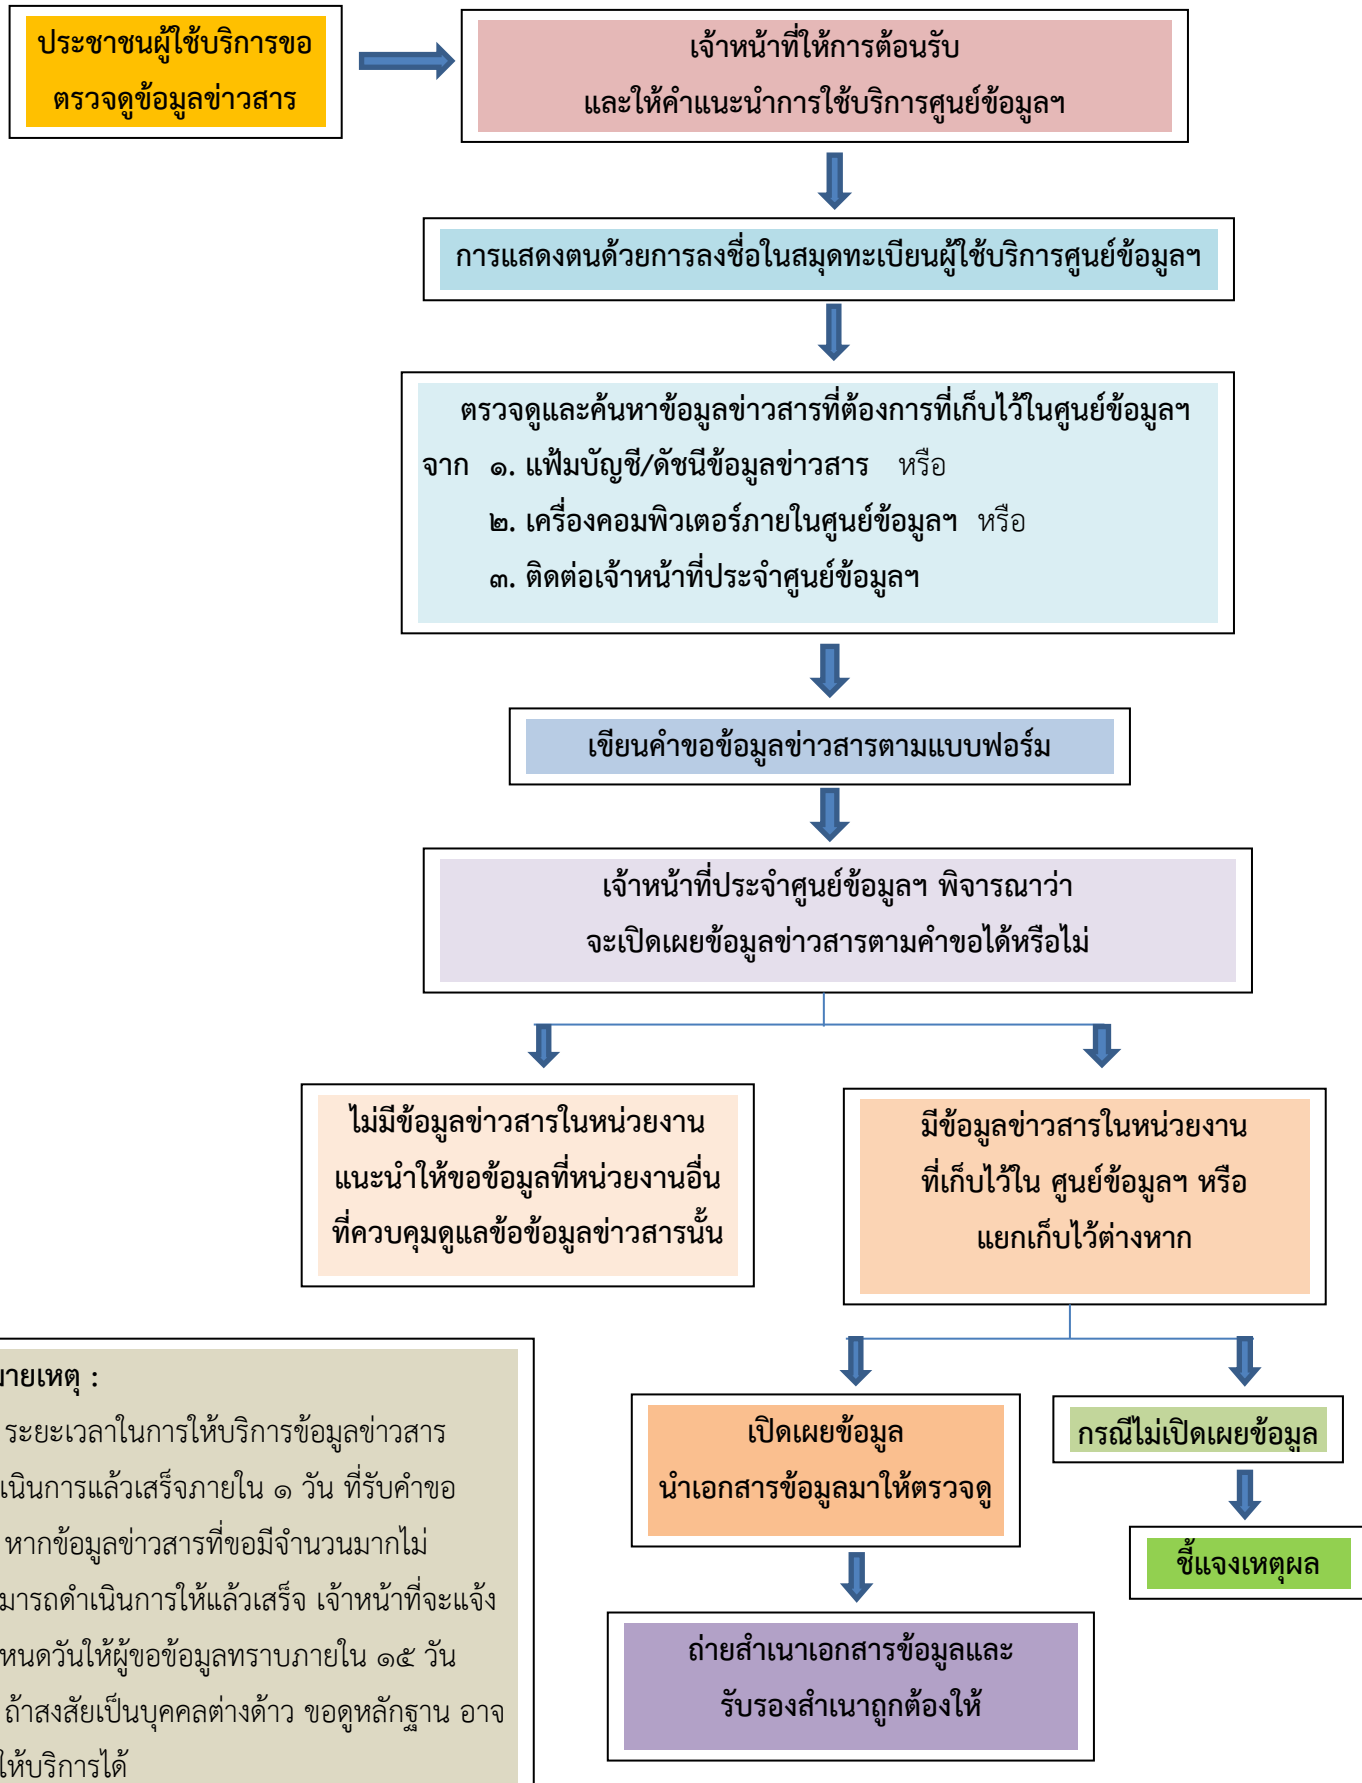 ประชาชนผู้ใช้บริการขอ
ตรวจดูข้อมูลข่าวสาร
เจ้าหน้าที่ให้การต้อนรับ
และให้คำแนะนำการใช้บริการศูนย์ข้อมูลฯ
การแสดงตนด้วยการลงชื่อในสมุดทะเบียนผู้ใช้บริการศูนย์ข้อมูลฯ
ตรวจดูและค้นหาข้อมูลข่าวสารที่ต้องการที่เก็บไว้ในศูนย์ข้อมูลฯ
จาก ๑. แฟ้มบัญชี/ดัชนีข้อมูลข่าวสาร หรือ
๒. เครื่องคอมพิวเตอร์ภายในศูนย์ข้อมูลฯ หรือ
๓. ติดต่อเจ้าหน้าที่ประจำศูนย์ข้อมูลฯ
เขียนคำขอข้อมูลข่าวสารตามแบบฟอร์ม
เจ้าหน้าที่ประจำศูนย์ข้อมูลฯ พิจารณาว่า
จะเปิดเผยข้อมูลข่าวสารตามคำขอได้หรือไม่
ไม่มีข้อมูลข่าวสารในหน่วยงาน
แนะนำให้ขอข้อมูลที่หน่วยงานอื่น
ที่ควบคุมดูแลข้อข้อมูลข่าวสารนั้น
มีข้อมูลข่าวสารในหน่วยงาน
ที่เก็บไว้ใน ศูนย์ข้อมูลฯ หรือ
แยกเก็บไว้ต่างหาก
มายเหตุ :
ระยะเวลาในการให้บริการข้อมูลข่าวสาร
เนินการแล้วเสร็จภายใน ๑ วัน ที่รับคำขอ
หากข้อมูลข่าวสารที่ขอมีจำนวนมากไม่
มารถดำเนินการให้แล้วเสร็จ เจ้าหน้าที่จะแจ้ง
หนดวันให้ผู้ขอข้อมูลทราบภายใน ๑๕ วัน
ถ้าสงสัยเป็นบุคคลต่างด้าว ขอดูหลักฐาน อาจ
ให้บริการได้
เปิดเผยข้อมูล
นำเอกสารข้อมูลมาให้ตรวจดู
กรณีไม่เปิดเผยข้อมูล
ชี้แจงเหตุผล
ถ่ายสำเนาเอกสารข้อมูลและ
รับรองสำเนาถูกต้องให้